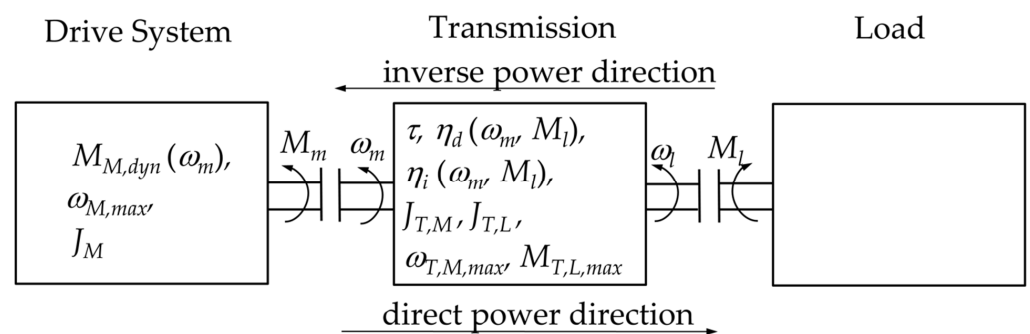 Drive System
Transmission
Load
inverse power direction
M_{M,dyn} (ω_m),
ω_{M,max},
J_M
M_m
ω_m
τ, η_d (ω_m, M_l),
η_i (ω_m, M_l),
J_{T,M}, J_{T,L},
ω_{T,M,max}, M_{T,L,max}
ω_l
M_l
direct power direction